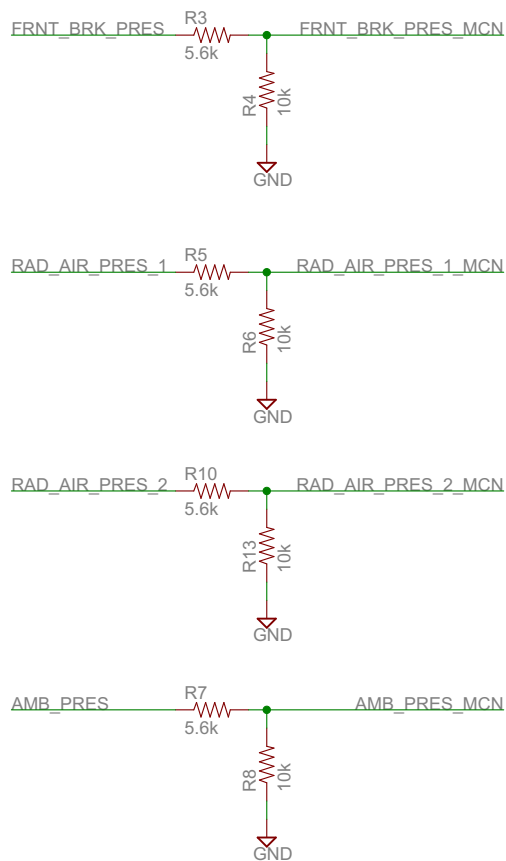 R3
FRNT_BRK_PRES FRNT_BRK_PRES_MCN
5.6k
R4
10k
GND
R5
RAD_AIR_PRES_1 RAD_AIR_PRES_1_MCN
5.6k
R6
10k
GND
R10
RAD_AIR_PRES_2 RAD_AIR_PRES_2_MCN
5.6k
R13
10k
GND
R7
AMB_PRES AMB_PRES_MCN
5.6k
R8
10k
GND